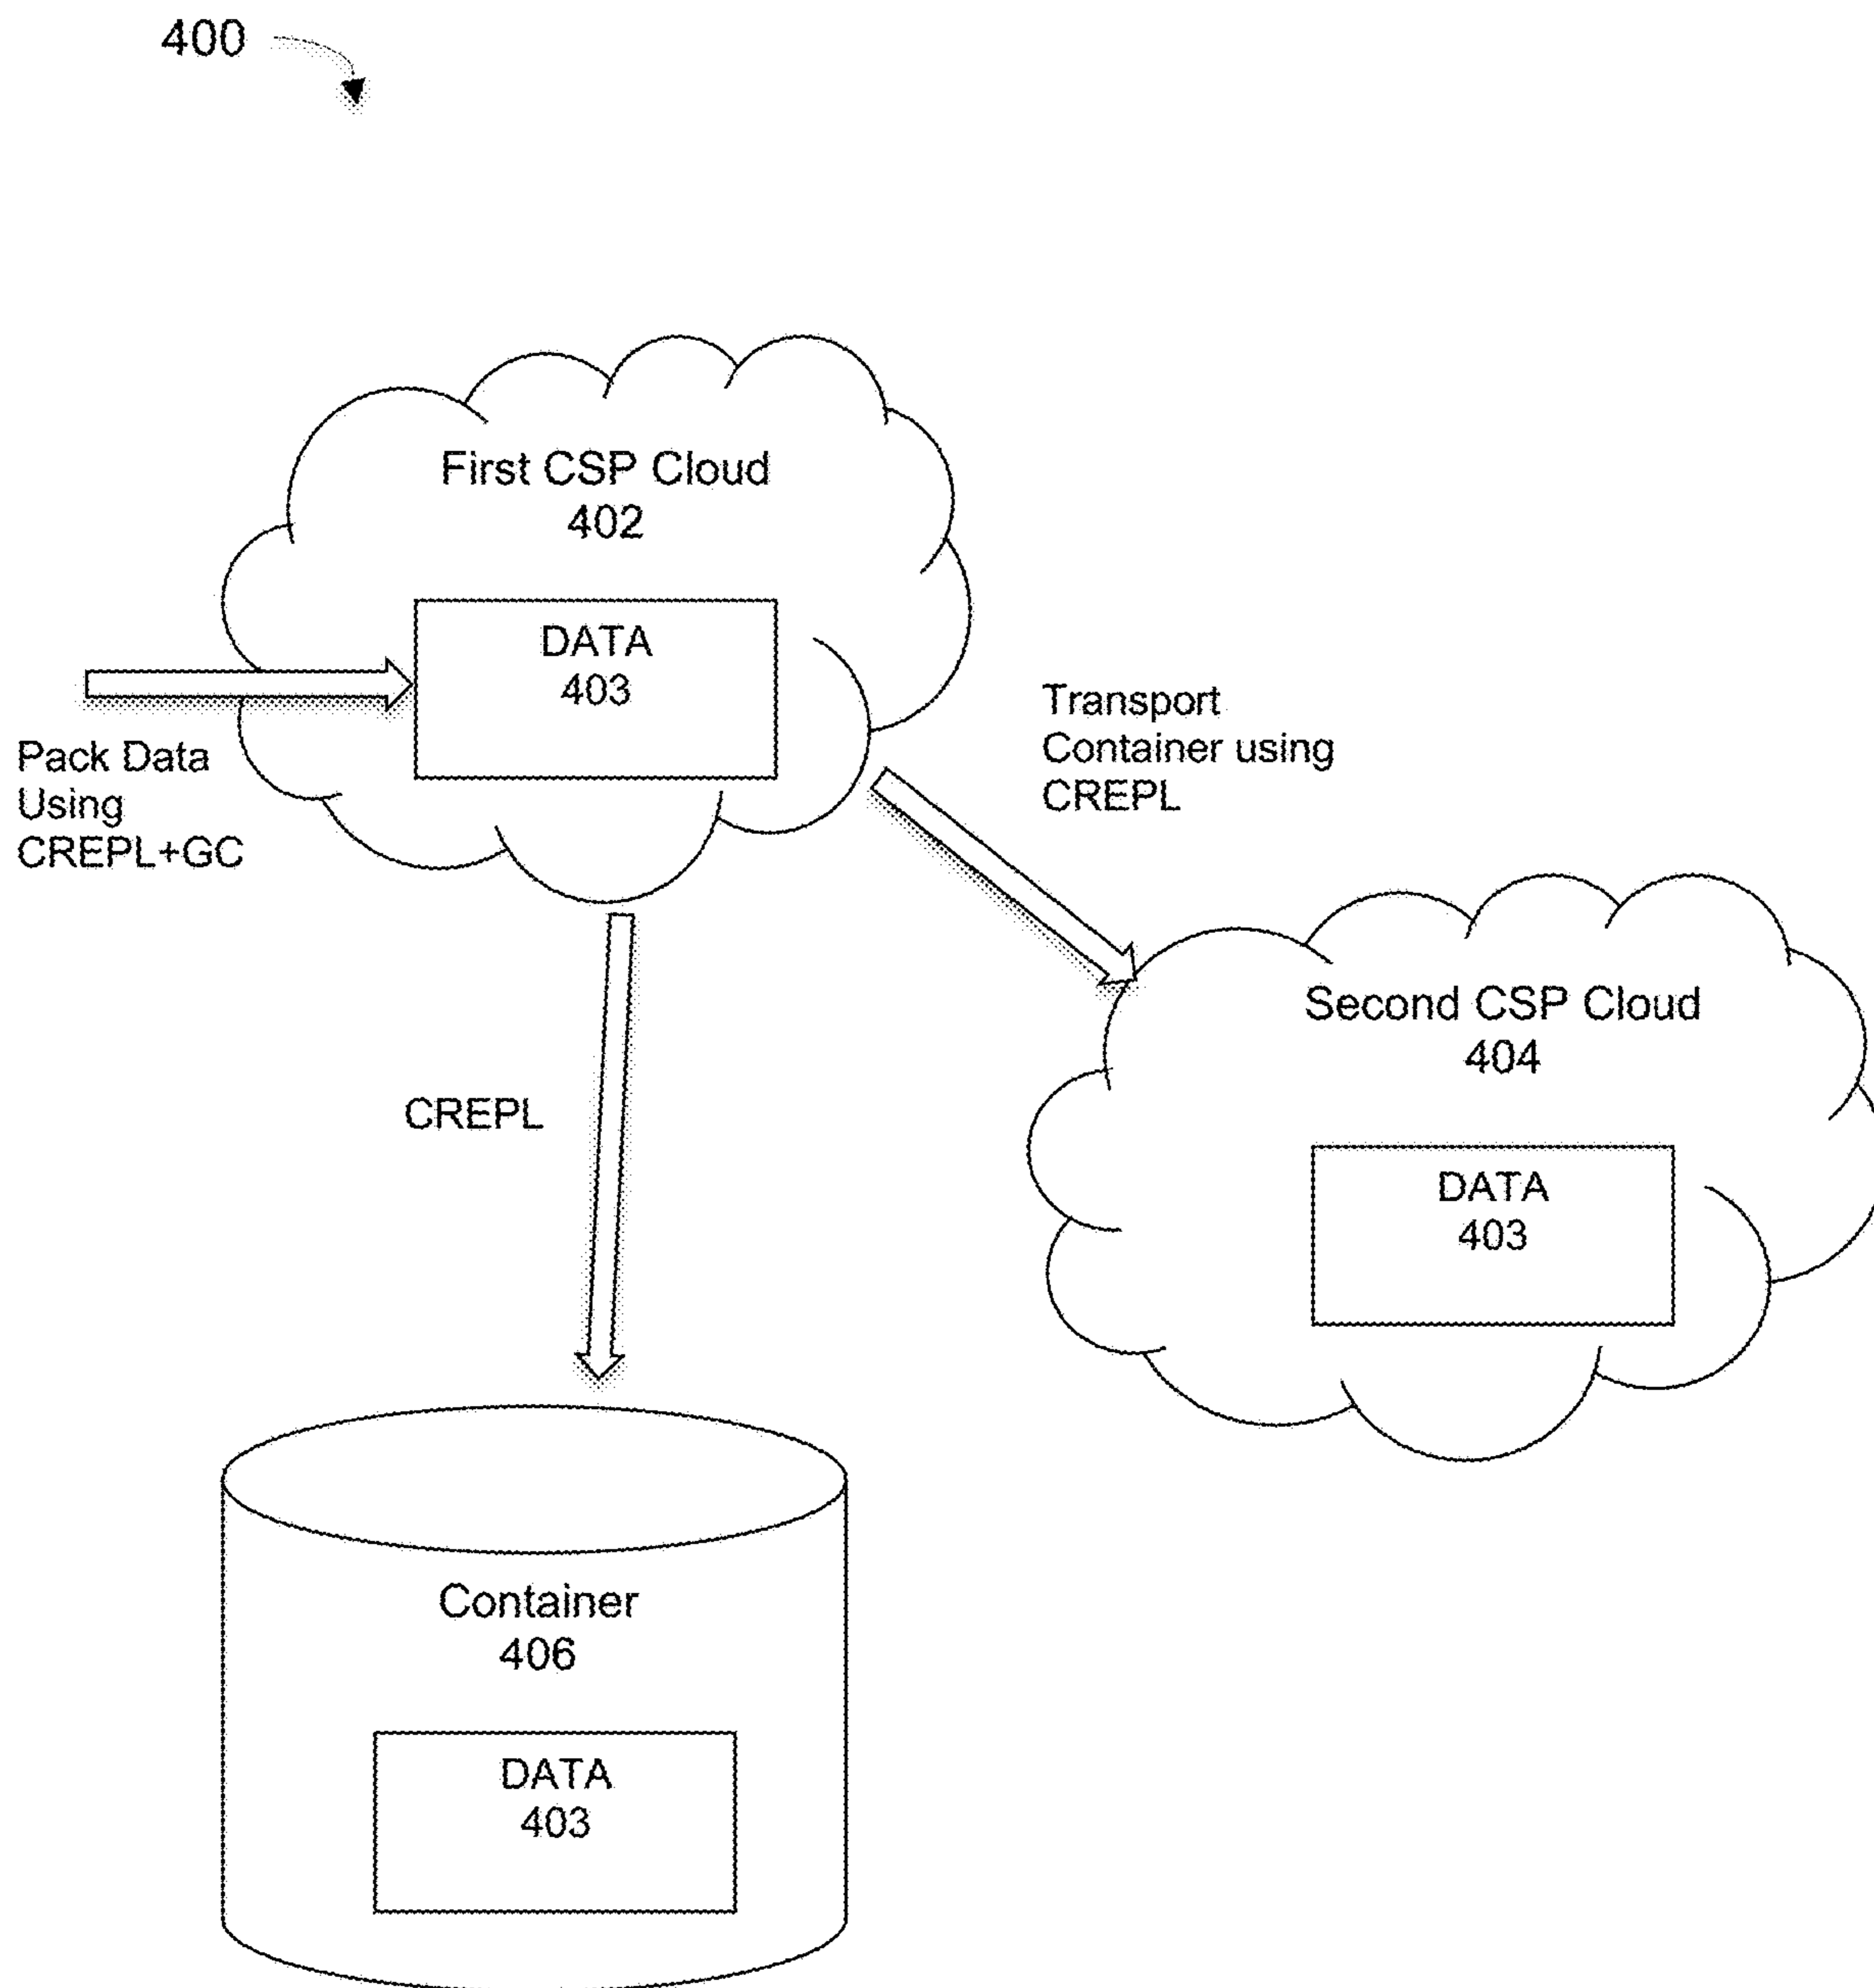 400
First CSP Cloud
402
DATA
403
Pack Data
Using
CREPL+GC
Transport
Container using
CREPL
Second CSP Cloud
404
DATA
403
CREPL
Container
406
DATA
403